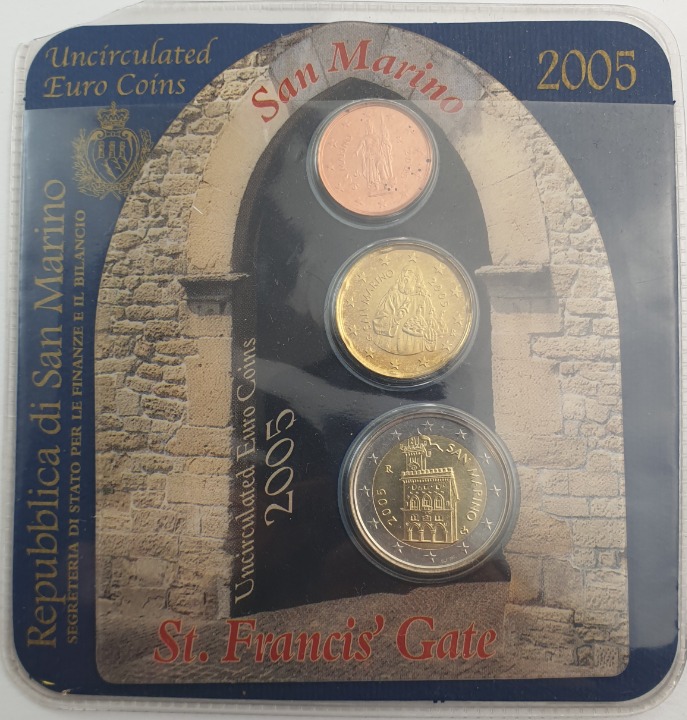 Uncirculated
Euro Coins
2005
San Marino
Repubblica di San Marino
SEGRETERIA DI STATO PER LE FINANZE E IL BILANCIO
SAN MARINO
2005
SAN MARINO
R
2005
Uncirculated Euro Coins
2005
St. Francis' Gate